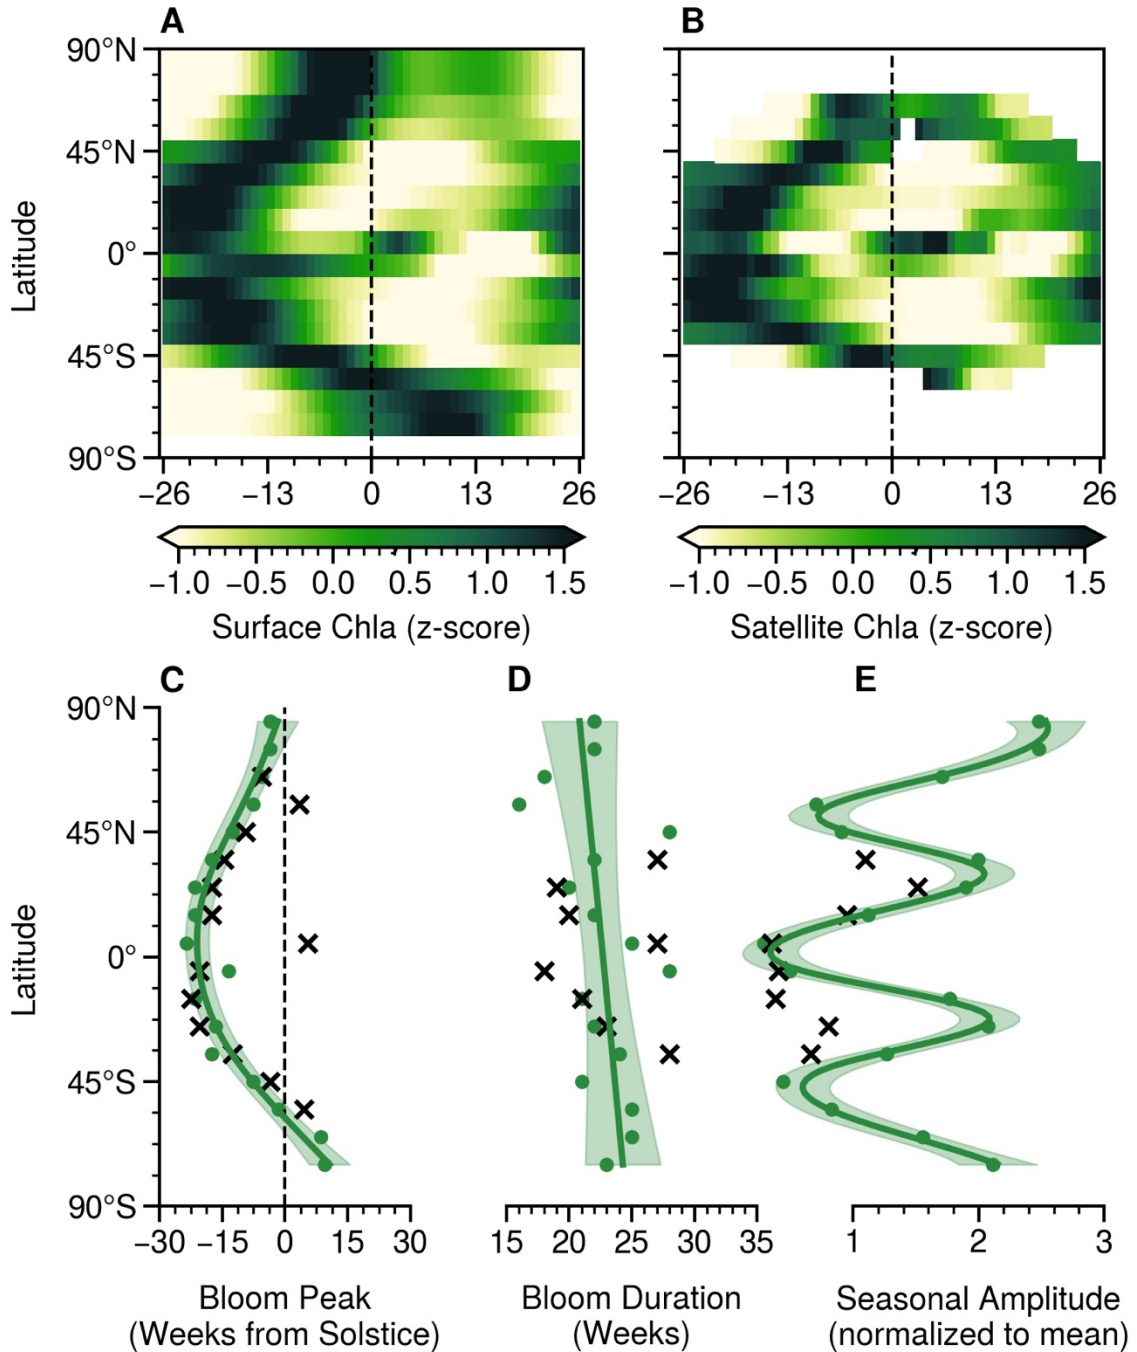 A
B
90°N
45°N
0°
45°S
90°S
Latitude
−26 −13 0 13 26
−26 −13 0 13 26
−1.0 −0.5 0.0 0.5 1.0 1.5
−1.0 −0.5 0.0 0.5 1.0 1.5
Surface Chla (z-score)
Satellite Chla (z-score)
C
D
E
90°N
45°N
0°
45°S
90°S
Latitude
−30 −15 0 15 30
15 20 25 30 35
1 2 3
Bloom Peak
(Weeks from Solstice)
Bloom Duration
(Weeks)
Seasonal Amplitude
(normalized to mean)